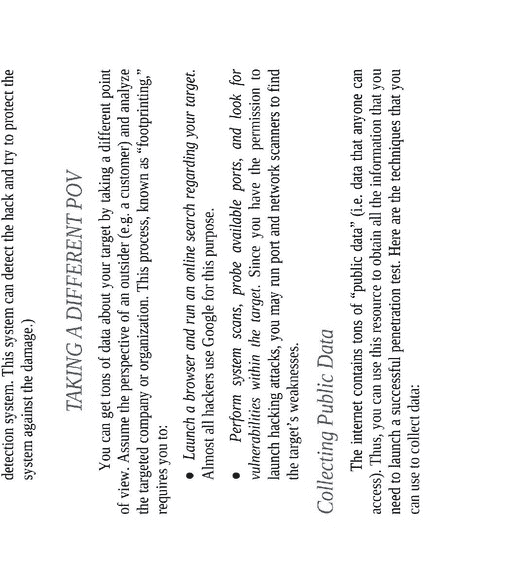 detection system. This system can detect the hack and try to protect the
system against the damage.)
TAKING A DIFFERENT POV
You can get tons of data about your target by taking a different point
of view. Assume the perspective of an outsider (e.g. a customer) and analyze
the targeted company or organization. This process, known as “footprinting,”
requires you to:
● Launch a browser and run an online search regarding your target.
Almost all hackers use Google for this purpose.
● Perform system scans, probe available ports, and look for
vulnerabilities within the target. Since you have the permission to
launch hacking attacks, you may run port and network scanners to find
the target’s weaknesses.
Collecting Public Data
The internet contains tons of “public data” (i.e. data that anyone can
access). Thus, you can use this resource to obtain all the information that you
need to launch a successful penetration test. Here are the techniques that you
can use to collect data: